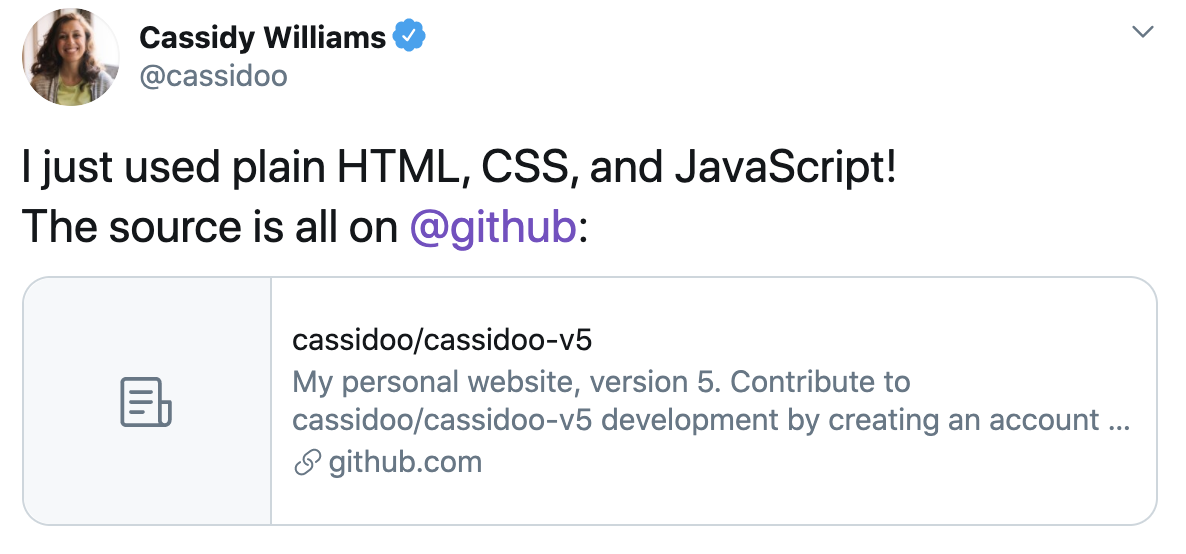 Cassidy Williams
@cassidoo
I just used plain HTML, CSS, and JavaScript!
The source is all on @github:
cassidoo/cassidoo-v5
My personal website, version 5. Contribute to
cassidoo/cassidoo-v5 development by creating an account ...
github.com